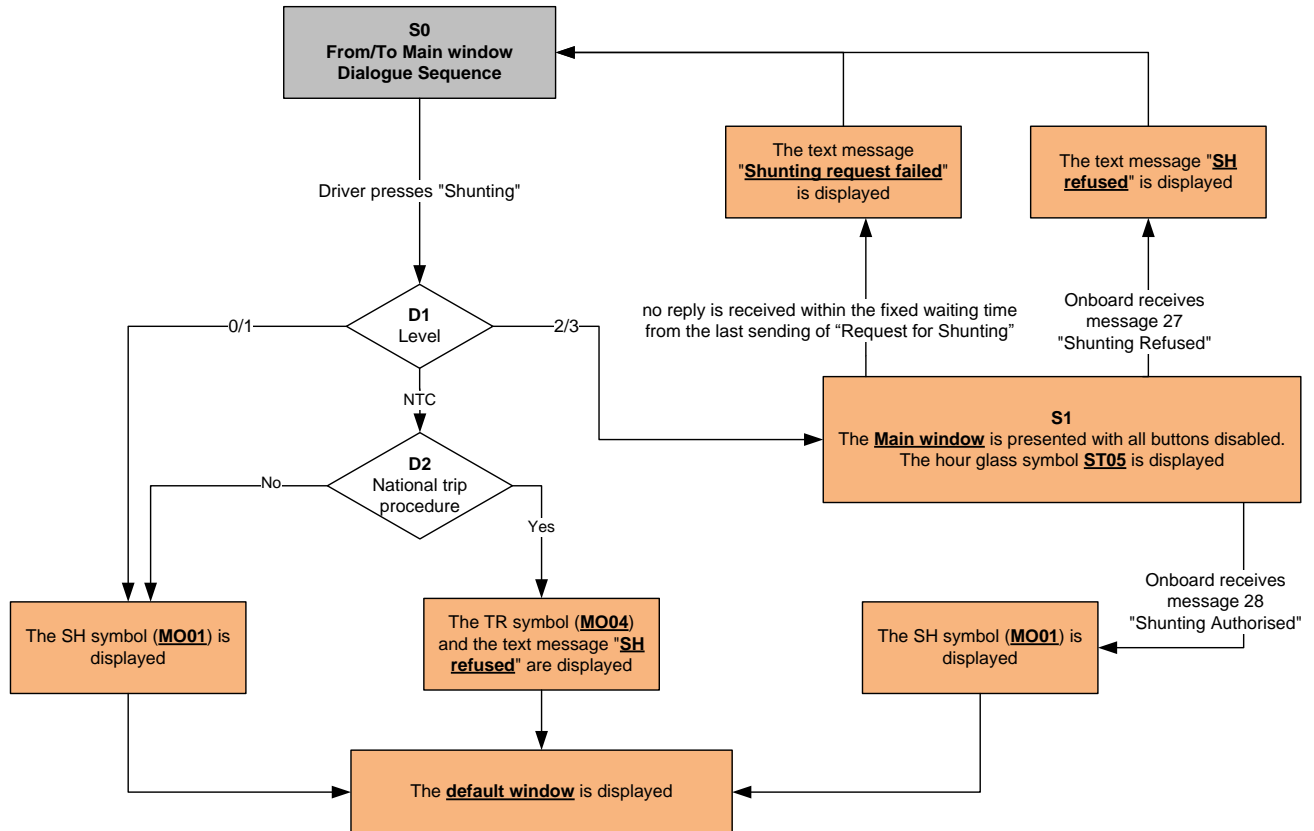 S0
From/To Main window
Dialogue Sequence
The text message
"Shunting request failed"
is displayed
The text message "SH
refused" is displayed
Driver presses "Shunting"
D1
Level
0/1
2/3
no reply is received within the fixed waiting time
from the last sending of “Request for Shunting”
Onboard receives
message 27
"Shunting Refused"
NTC
S1
The Main window is presented with all buttons disabled.
The hour glass symbol ST05 is displayed
D2
National trip
procedure
No
Yes
Onboard receives
message 28
"Shunting Authorised"
The SH symbol (MO01) is
displayed
The TR symbol (MO04)
and the text message "SH
refused" are displayed
The SH symbol (MO01) is
displayed
The default window is displayed